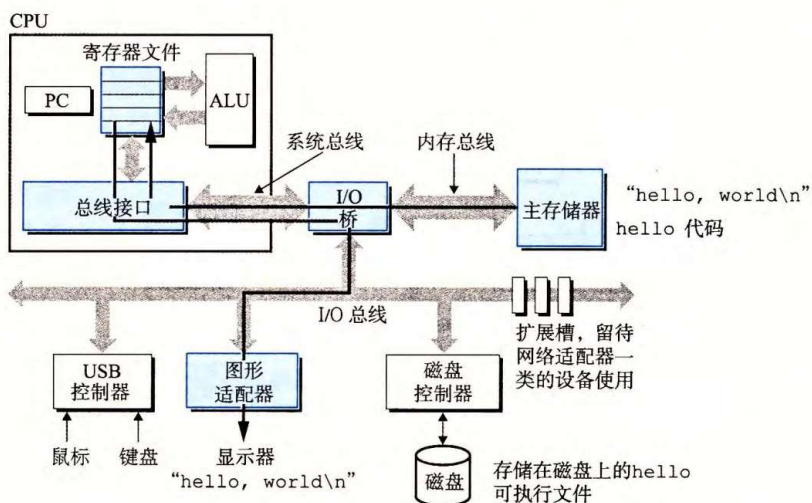 CPU
寄存器文件
PC
ALU
系统总线
内存总线
总线接口
I/O
桥
主存储器
“hello, world\n”
hello 代码
I/O 总线
扩展槽，留待
网络适配器一
类的设备使用
USB
控制器
图形
适配器
磁盘
控制器
鼠标
键盘
显示器
“hello, world\n”
磁盘
存储在磁盘上的hello
可执行文件